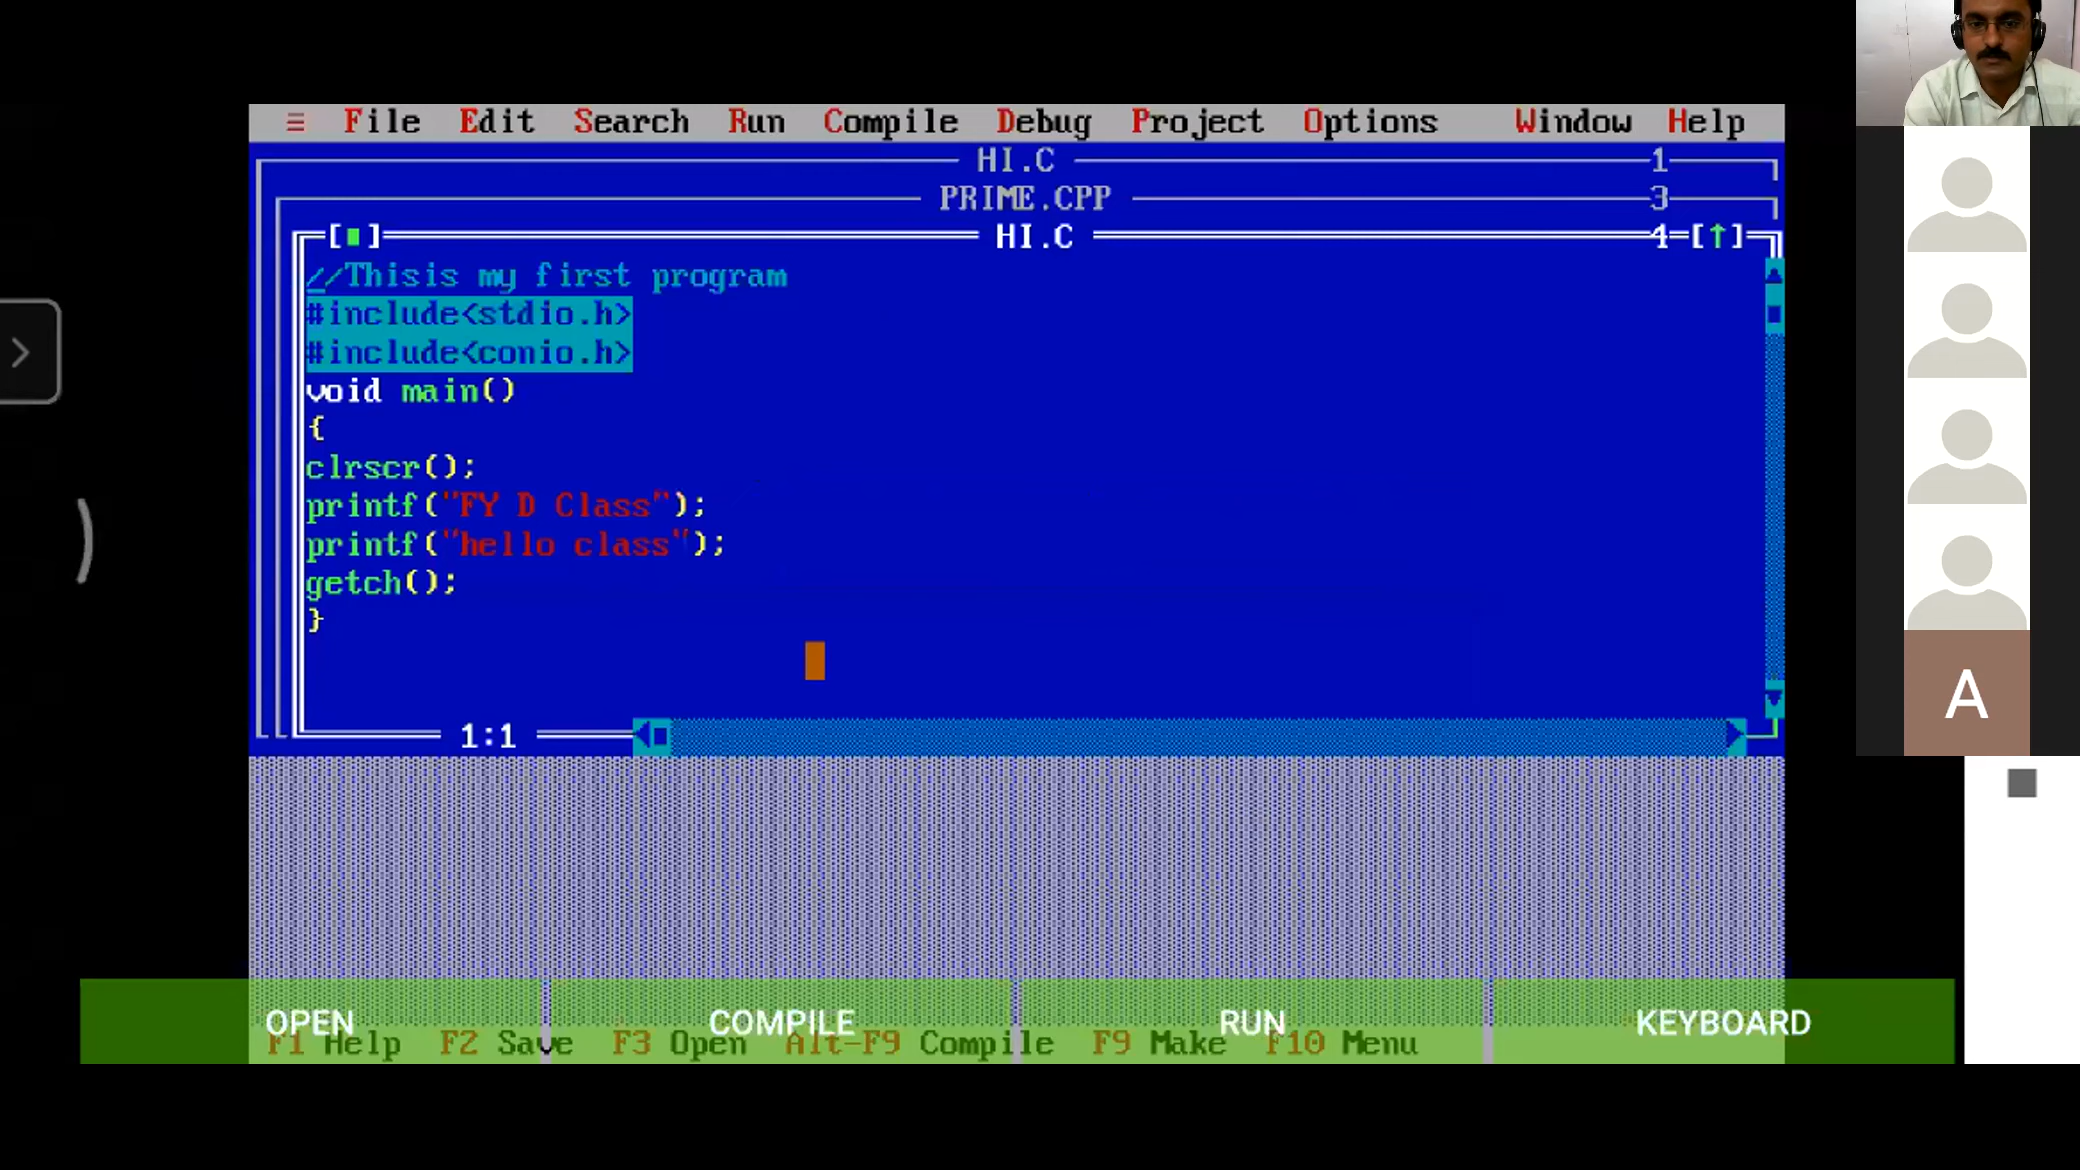 ≡ File Edit Search Run Compile Debug Project Options Window Help
HI.C 1
PRIME.CPP 3
[■] HI.C 4=[↑]
//Thisis my first program
#include<stdio.h>
#include<conio.h>
void main()
{
clrscr();
printf("FY D Class");
printf("hello class");
getch();
}
1:1
OPEN COMPILE RUN KEYBOARD
F1 Help F2 Save F3 Open Alt-F9 Compile F9 Make F10 Menu
A